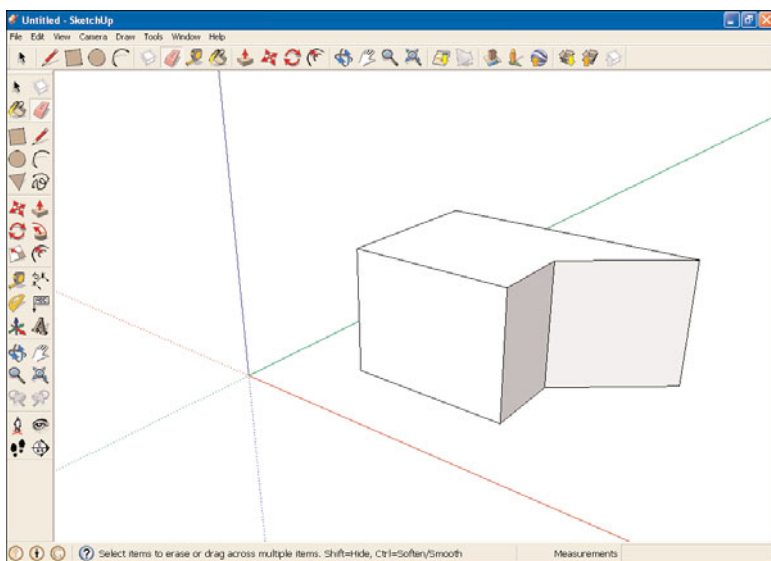 Untitled - SketchUp
File Edit View Camera Draw Tools Window Help
Select items to erase or drag across multiple items. Shift=Hide, Ctrl=Soften/Smooth
Measurements